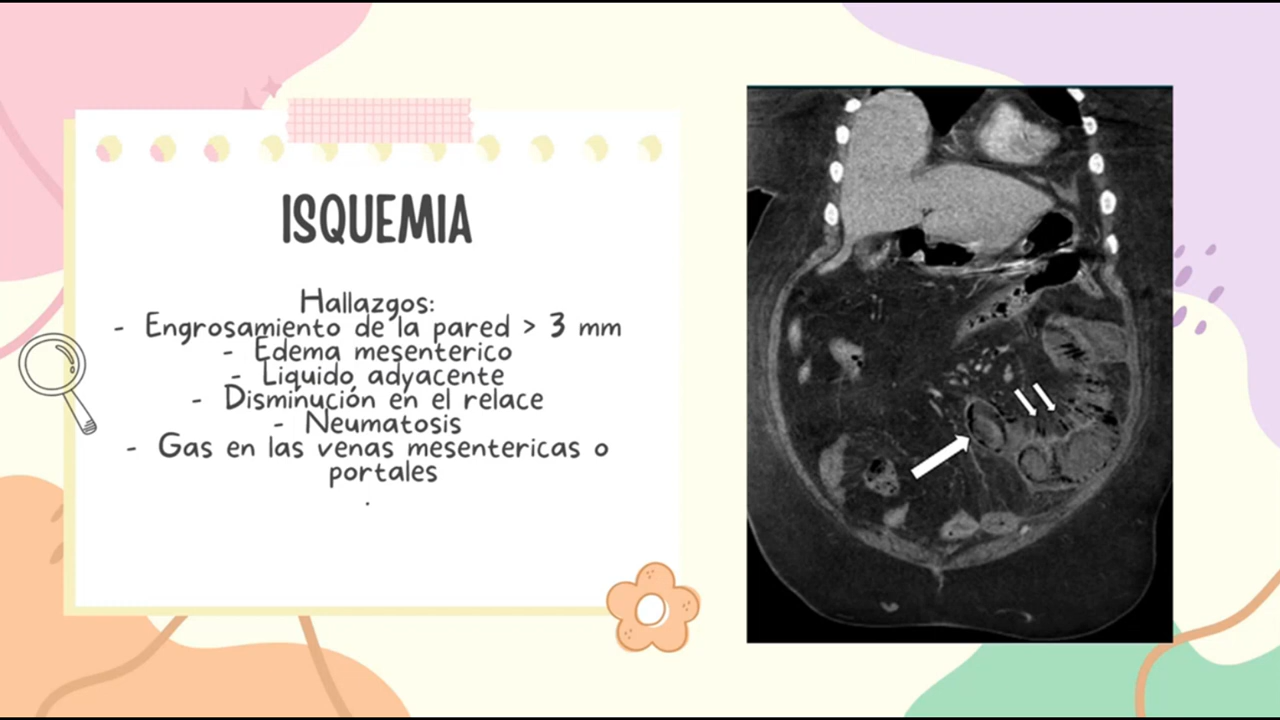 ISQUEMIA
Hallazgos:
- Engrosamiento de la pared > 3 mm
- Edema mesenterico
- Liquido adyacente
- Disminución en el relace
- Neumatosis
- Gas en las venas mesentericas o
portales
.